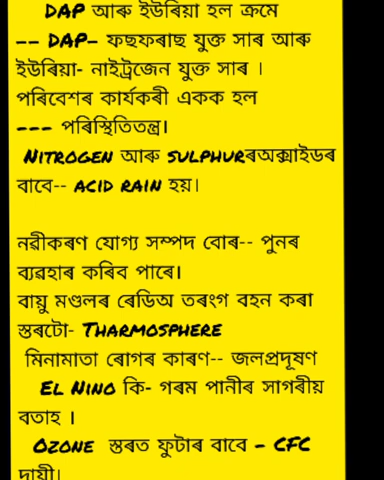 DAP আৰু ইউৰিয়া হল ক্ৰমে
-- DAP- ফছফৰাছ যুক্ত সাৰ আৰু
ইউৰিয়া- নাইট্ৰজেন যুক্ত সাৰ ।
পৰিবেশৰ কাৰ্যকৰী একক হল
--- পৰিস্থিতিতন্ত্ৰ।
NITROGEN আৰু SULPHURৰঅক্সাইডৰ
বাবে-- ACID RAIN হয়।
নৱীকৰণ যোগ্য সম্পদ বোৰ-- পুনৰ
ব্যৱহাৰ কৰিব পাৰে।
বায়ু মণ্ডলৰ ৰেডিঅ তৰংগ বহন কৰা
স্তৰটো- THARMOSPHERE
মিনামাতা ৰোগৰ কাৰণ-- জলপ্ৰদূষণ
EL NINO কি- গৰম পানীৰ সাগৰীয়
বতাহ ।
OZONE স্তৰত ফুটাৰ বাবে - CFC
দায়ী।